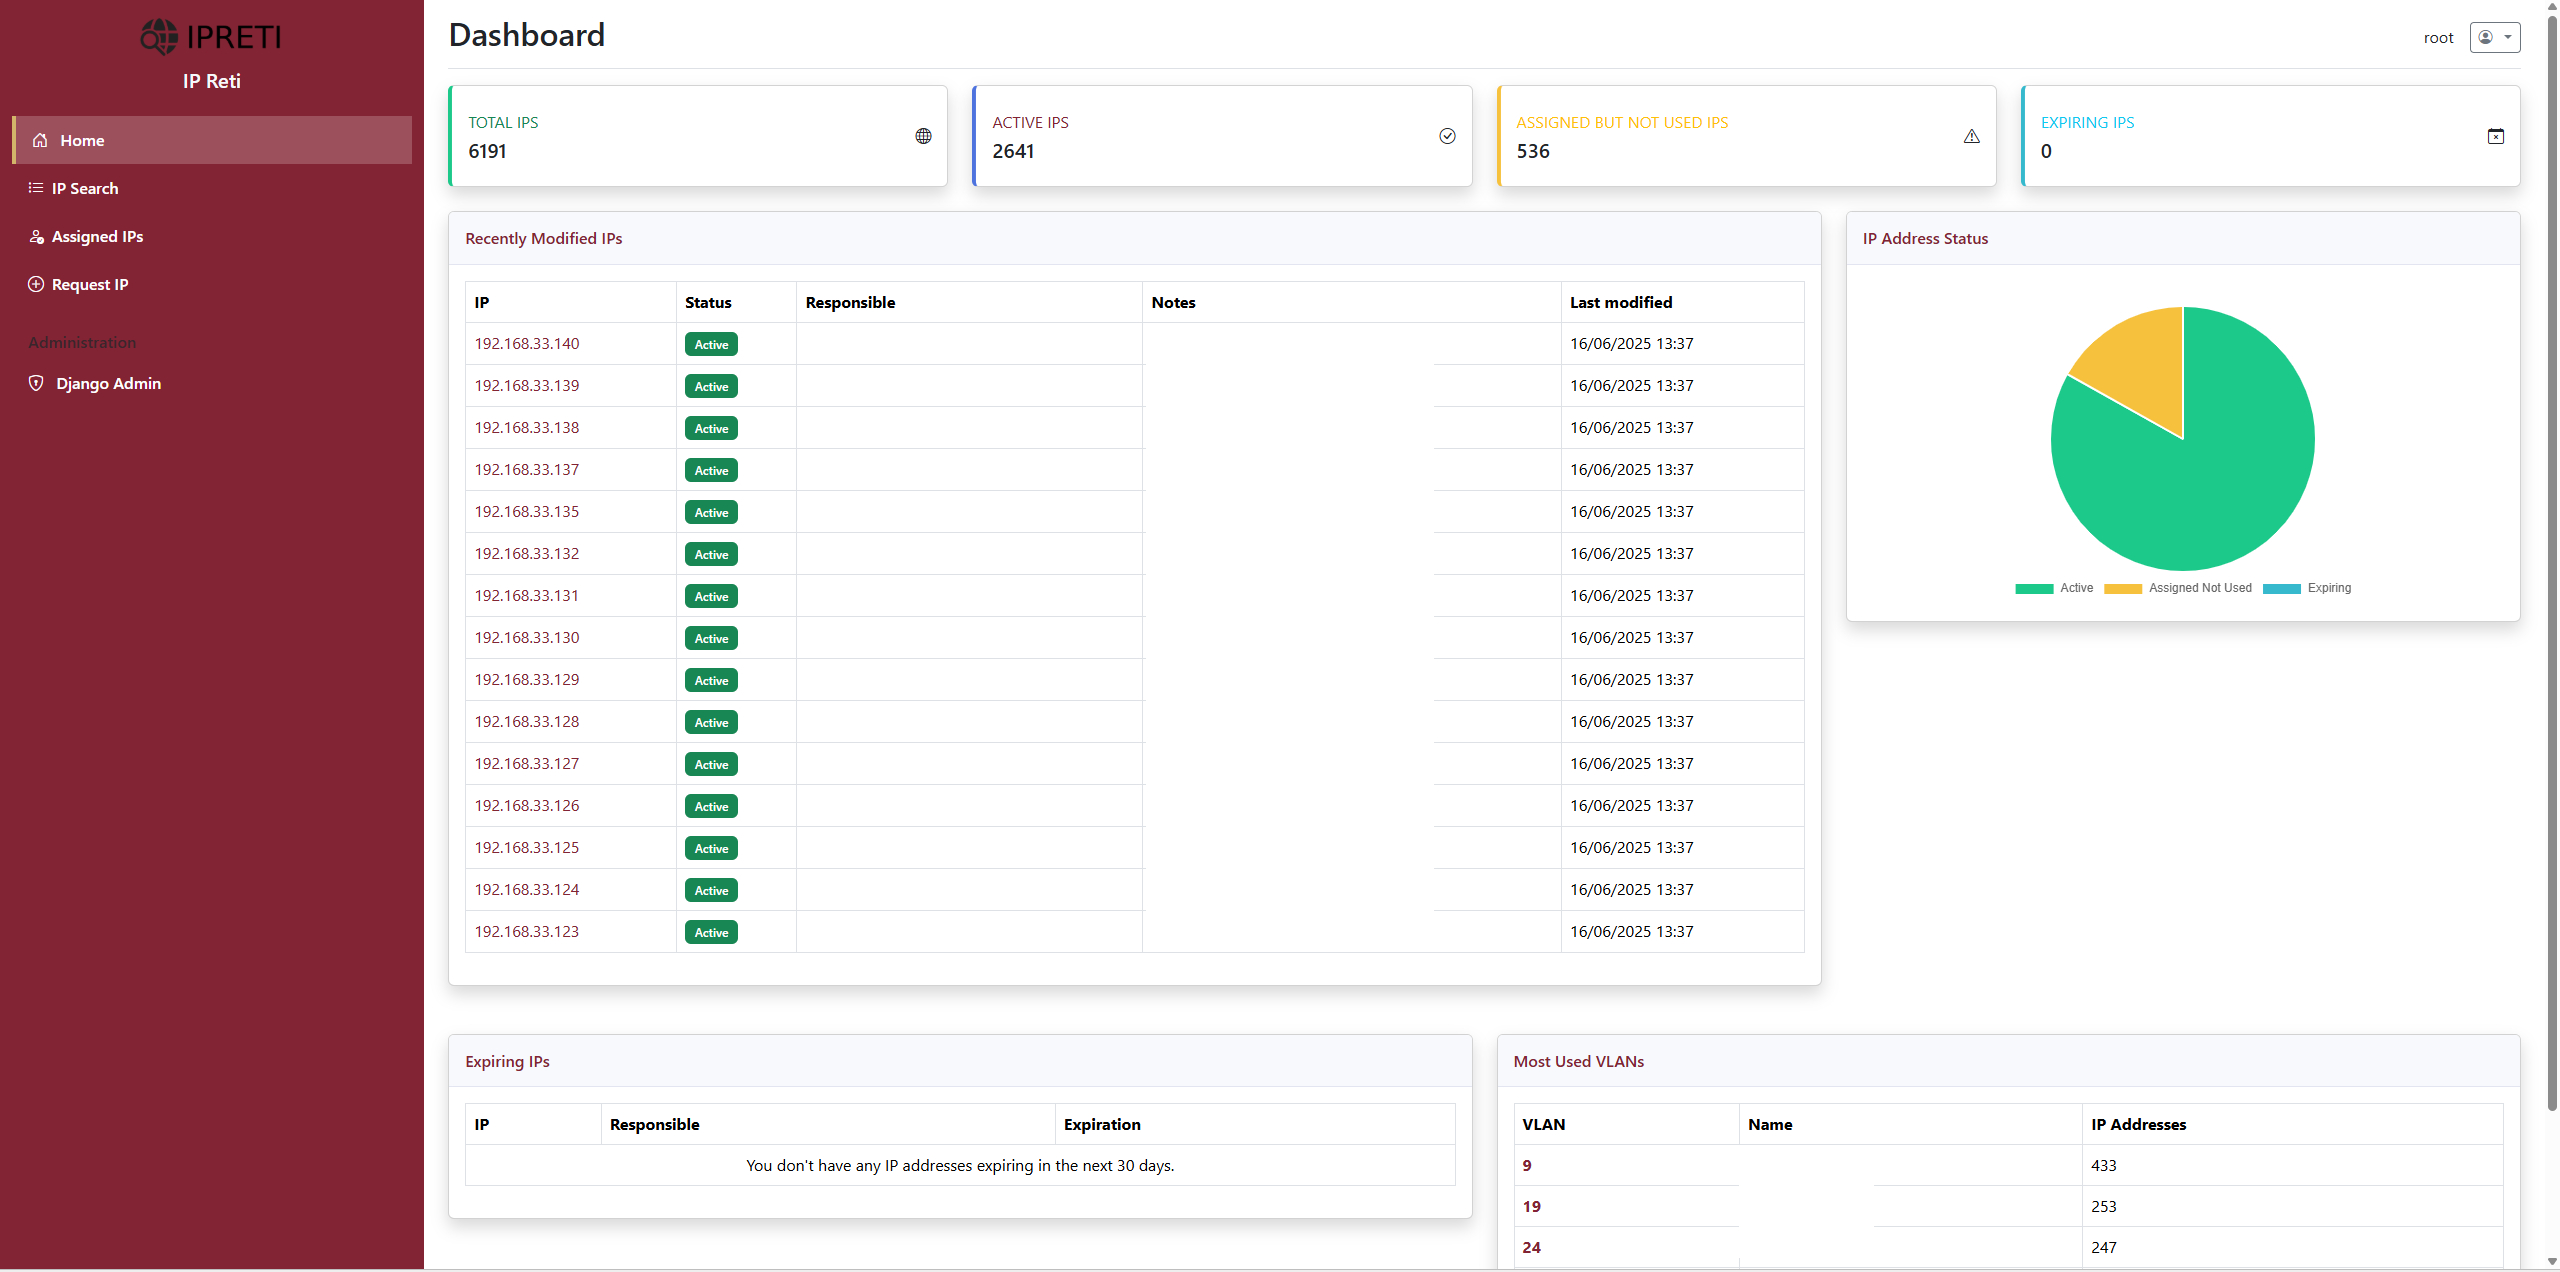 IPRETI
IP Reti
Home
IP Search
Assigned IPs
Request IP
Administration
Django Admin
Dashboard
root
TOTAL IPS
6191
ACTIVE IPS
2641
ASSIGNED BUT NOT USED IPS
536
EXPIRING IPS
0
Recently Modified IPs
IP Status Responsible Notes Last modified
192.168.33.140 Active 16/06/2025 13:37
192.168.33.139 Active 16/06/2025 13:37
192.168.33.138 Active 16/06/2025 13:37
192.168.33.137 Active 16/06/2025 13:37
192.168.33.135 Active 16/06/2025 13:37
192.168.33.132 Active 16/06/2025 13:37
192.168.33.131 Active 16/06/2025 13:37
192.168.33.130 Active 16/06/2025 13:37
192.168.33.129 Active 16/06/2025 13:37
192.168.33.128 Active 16/06/2025 13:37
192.168.33.127 Active 16/06/2025 13:37
192.168.33.126 Active 16/06/2025 13:37
192.168.33.125 Active 16/06/2025 13:37
192.168.33.124 Active 16/06/2025 13:37
192.168.33.123 Active 16/06/2025 13:37
IP Address Status
Active Assigned Not Used Expiring
Expiring IPs
IP Responsible Expiration
You don't have any IP addresses expiring in the next 30 days.
Most Used VLANs
VLAN Name IP Addresses
9 433
19 253
24 247